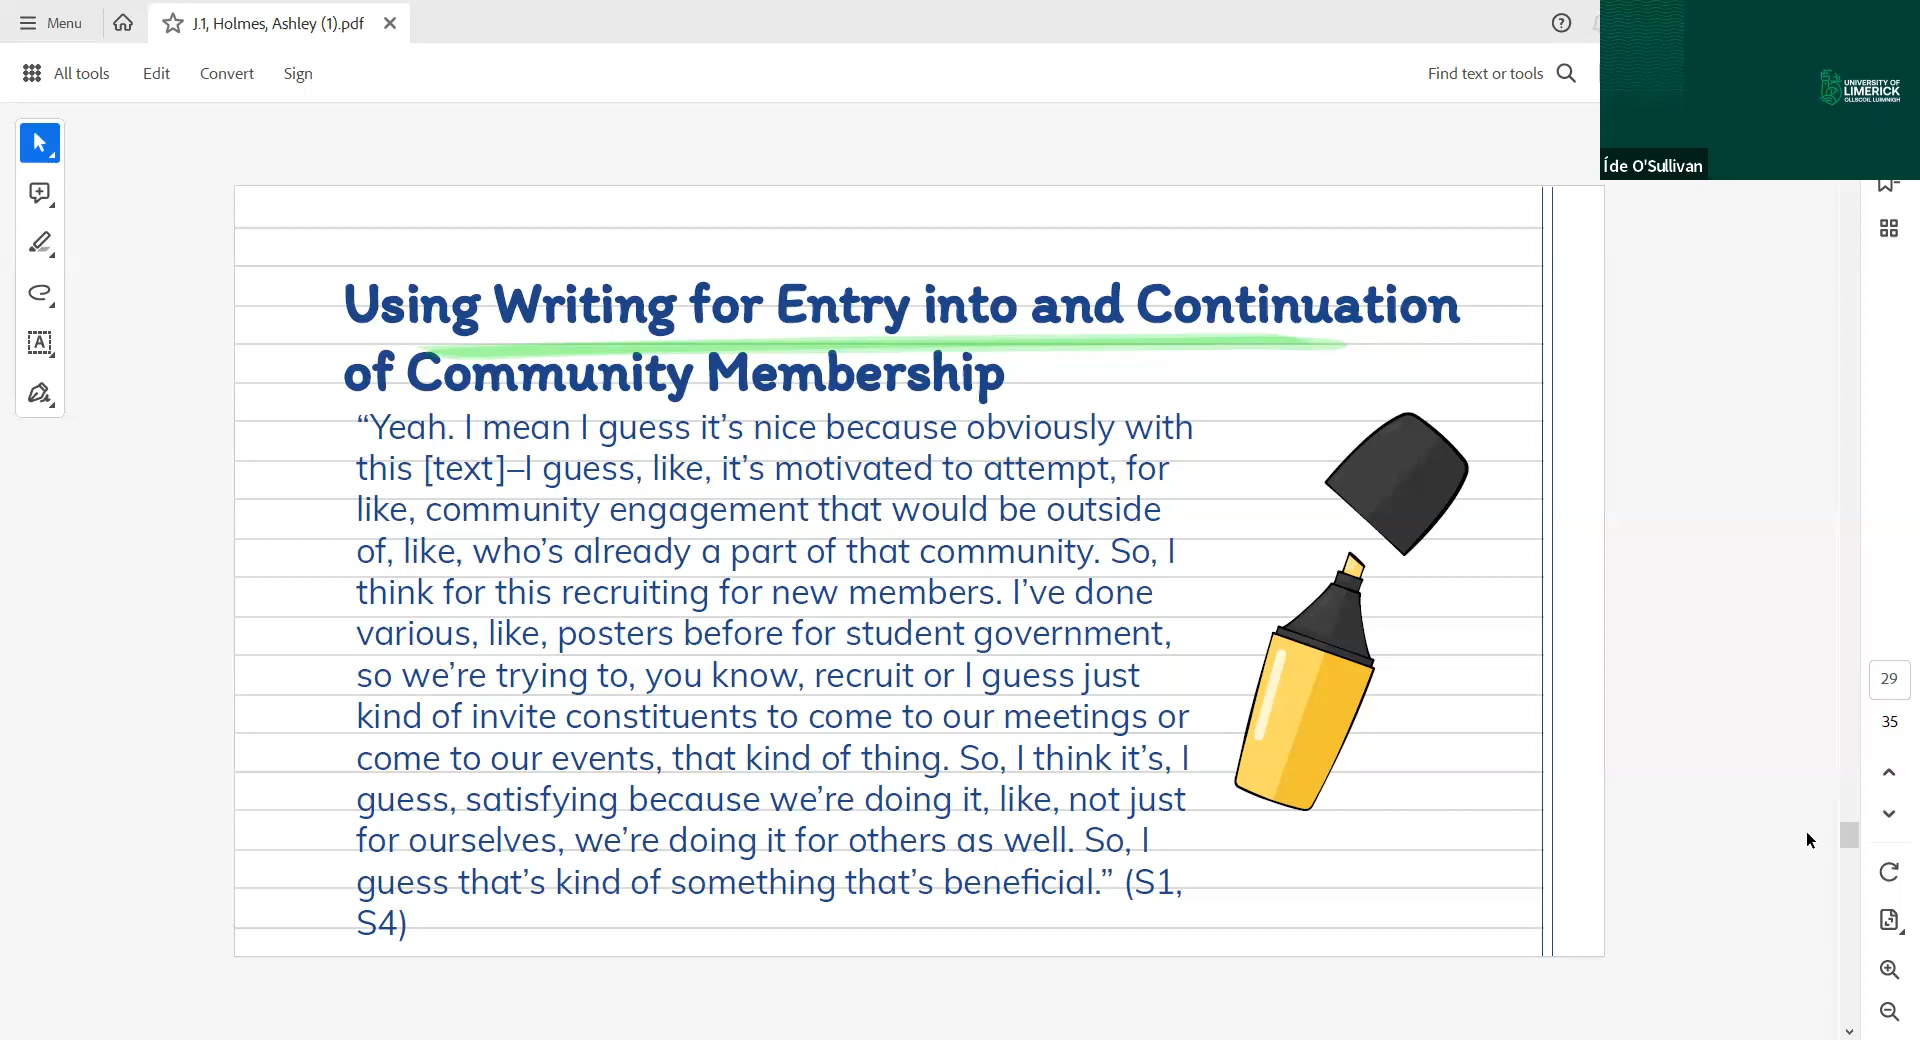 Menu
J.1, Holmes, Ashley (1).pdf
All tools
Edit
Convert
Sign
Find text or tools
UNIVERSITY OF
LIMERICK
OLLSCOIL LUIMNIGH
Íde O'Sullivan
Using Writing for Entry into and Continuation
of Community Membership
“Yeah. I mean I guess it’s nice because obviously with
this [text]–I guess, like, it’s motivated to attempt, for
like, community engagement that would be outside
of, like, who’s already a part of that community. So, I
think for this recruiting for new members. I’ve done
various, like, posters before for student government,
so we’re trying to, you know, recruit or I guess just
kind of invite constituents to come to our meetings or
come to our events, that kind of thing. So, I think it’s, I
guess, satisfying because we’re doing it, like, not just
for ourselves, we’re doing it for others as well. So, I
guess that’s kind of something that’s beneficial.” (S1,
S4)
29
35